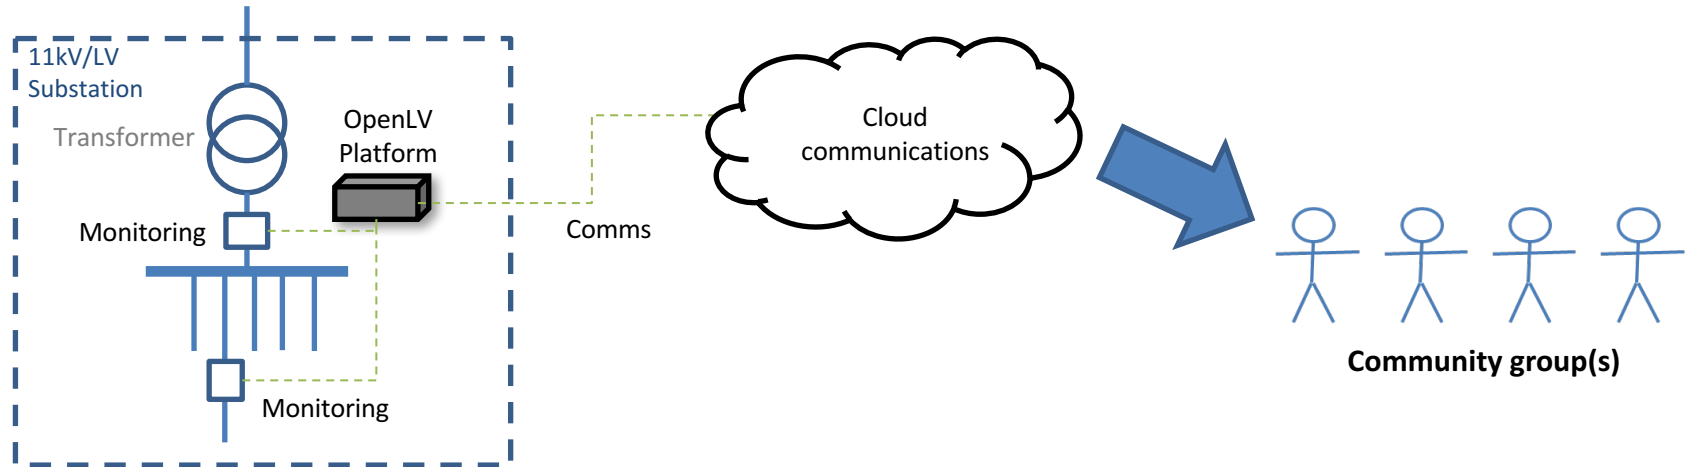 11kV/LV
Substation
Transformer
OpenLV
Platform
Monitoring
Monitoring
Comms
Cloud
communications
Community group(s)